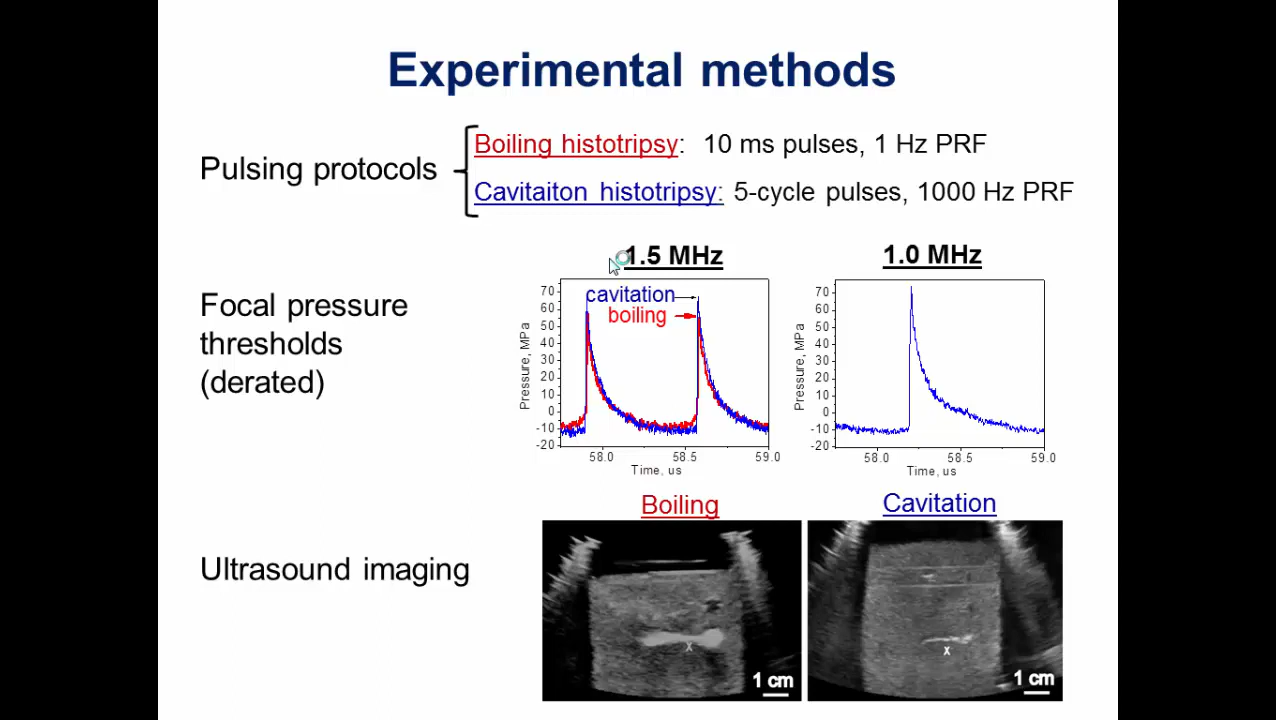 Experimental methods
Pulsing protocols
Boiling histotripsy: 10 ms pulses, 1 Hz PRF
Cavitaiton histotripsy: 5-cycle pulses, 1000 Hz PRF
Focal pressure
thresholds
(derated)
1.5 MHz
cavitation
boiling
Pressure, MPa
70
60
50
40
30
20
10
0
-10
-20
58.0 58.5 59.0
Time, us
1.0 MHz
Pressure, MPa
70
60
50
40
30
20
10
0
-10
-20
58.0 58.5 59.0
Time, us
Ultrasound imaging
Boiling
x
1 cm
Cavitation
x
1 cm